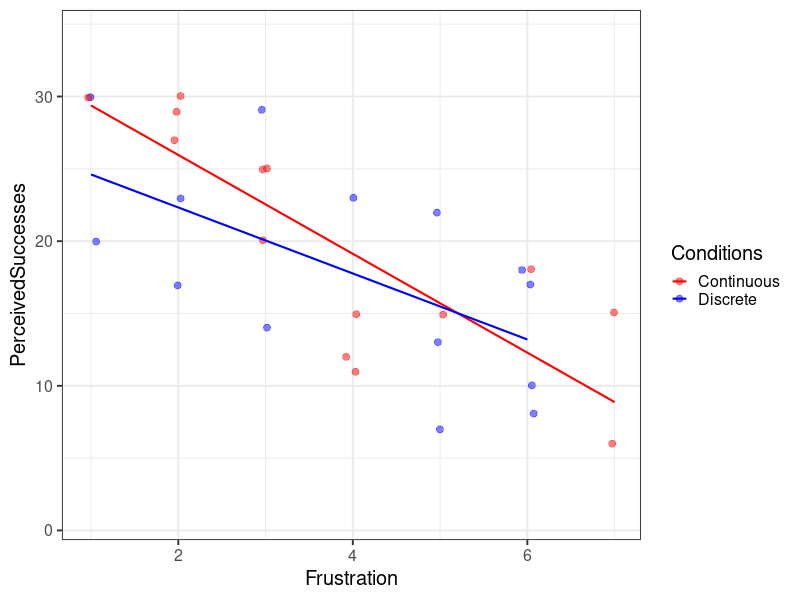 30
20
10
0
PerceivedSuccesses
2 4 6
Frustration
Conditions
Continuous
Discrete